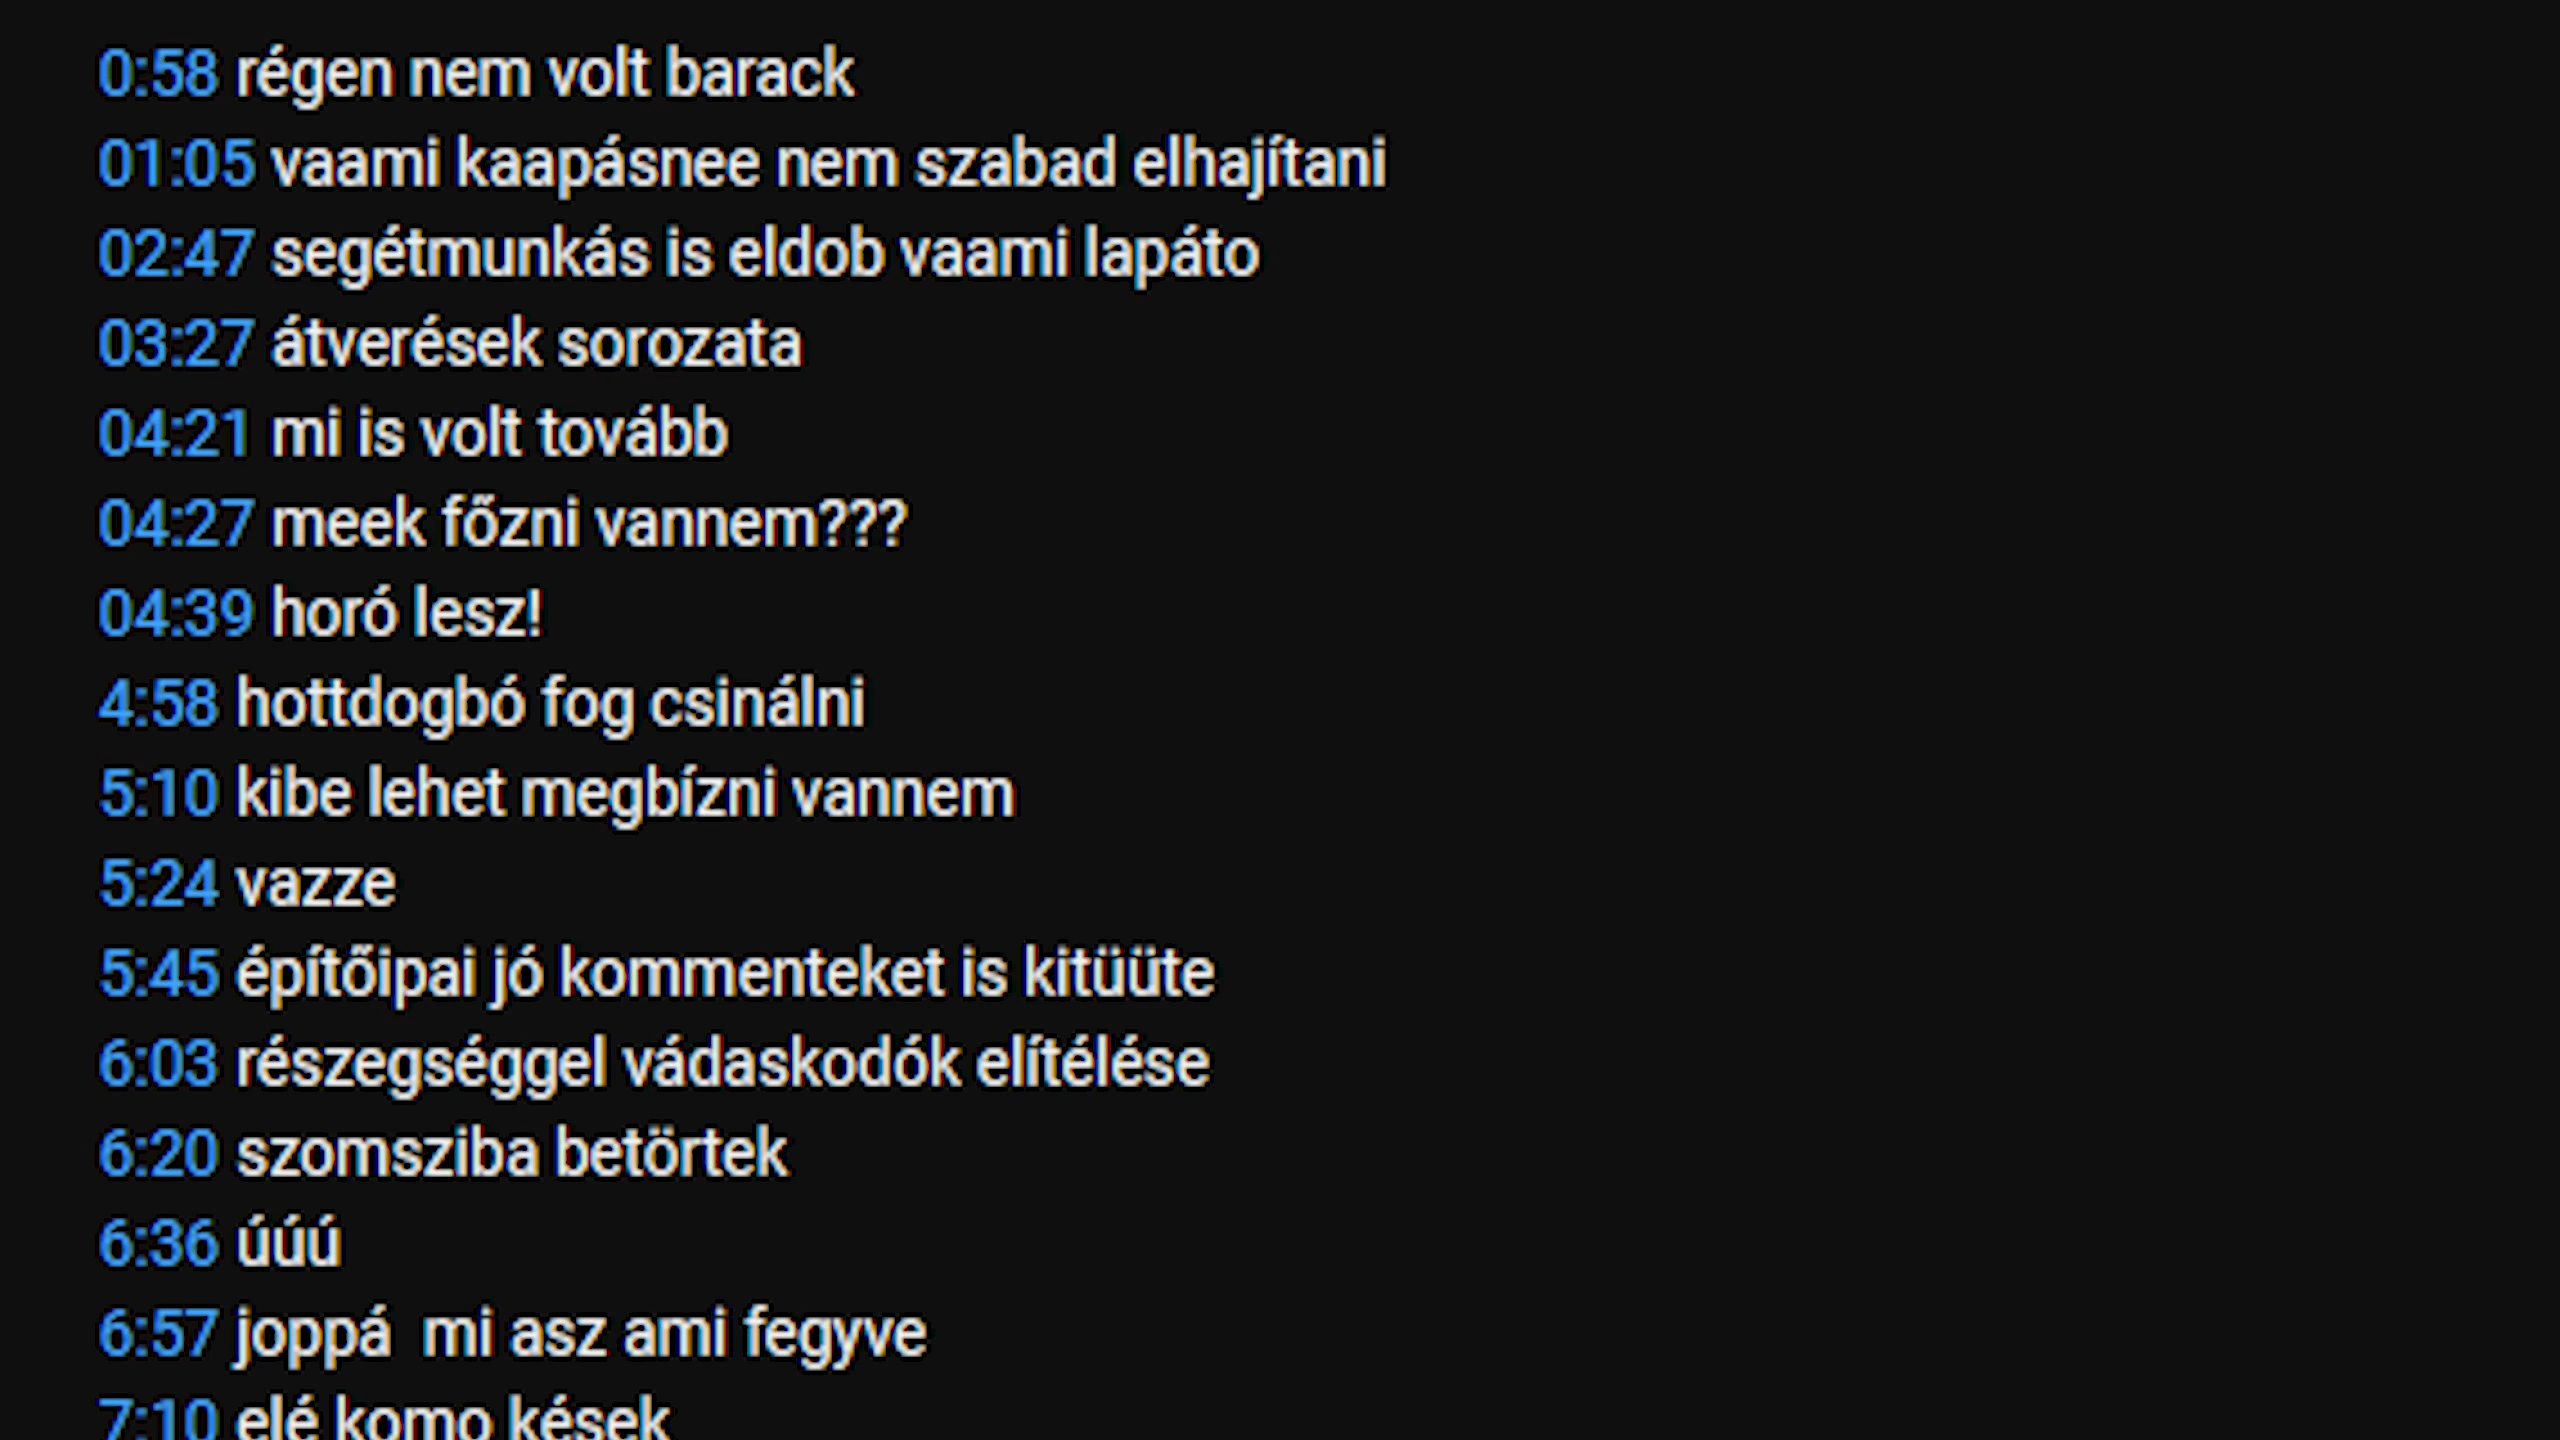 0:58 régen nem volt barack
01:05 vaami kaapásnee nem szabad elhajítani
02:47 segétmunkás is eldob vaami lapáto
03:27 átverések sorozata
04:21 mi is volt tovább
04:27 meek főzni vannem???
04:39 horó lesz!
4:58 hottdogbó fog csinálni
5:10 kibe lehet megbízni vannem
5:24 vazze
5:45 építőipai jó kommenteket is kitüüte
6:03 részegséggel vádaskodók elítélése
6:20 szomsziba betörtek
6:36 úúú
6:57 joppá  mi asz ami fegyve
7:10 elé komo kések